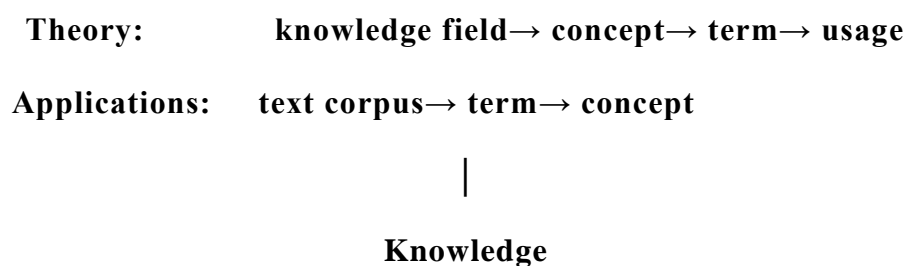 Theory: knowledge field→ concept→ term→ usage
Applications: text corpus→ term→ concept
Knowledge